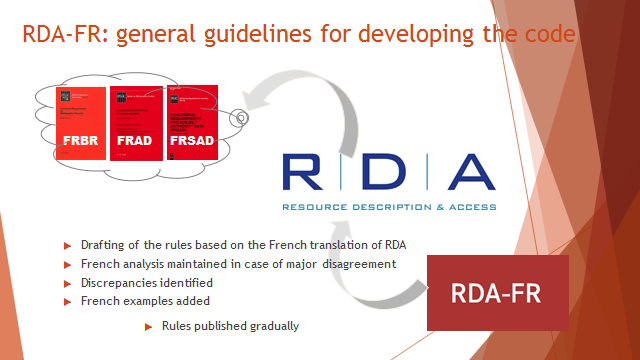 RDA-FR: general guidelines for developing the code
FRBR FRAD FRSAD
R|D|A
RESOURCE DESCRIPTION & ACCESS
Drafting of the rules based on the French translation of RDA
French analysis maintained in case of major disagreement
Discrepancies identified
French examples added
Rules published gradually
RDA-FR